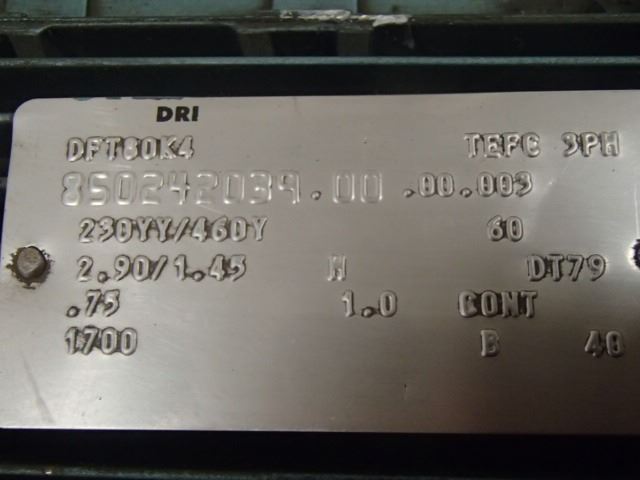 DRI
DFT80K4 TEFC 3PH
850242039.00 .00.003
230YY/460Y 60
2.90/1.45 N DT79
.75 1.0 CONT
1700 B 40